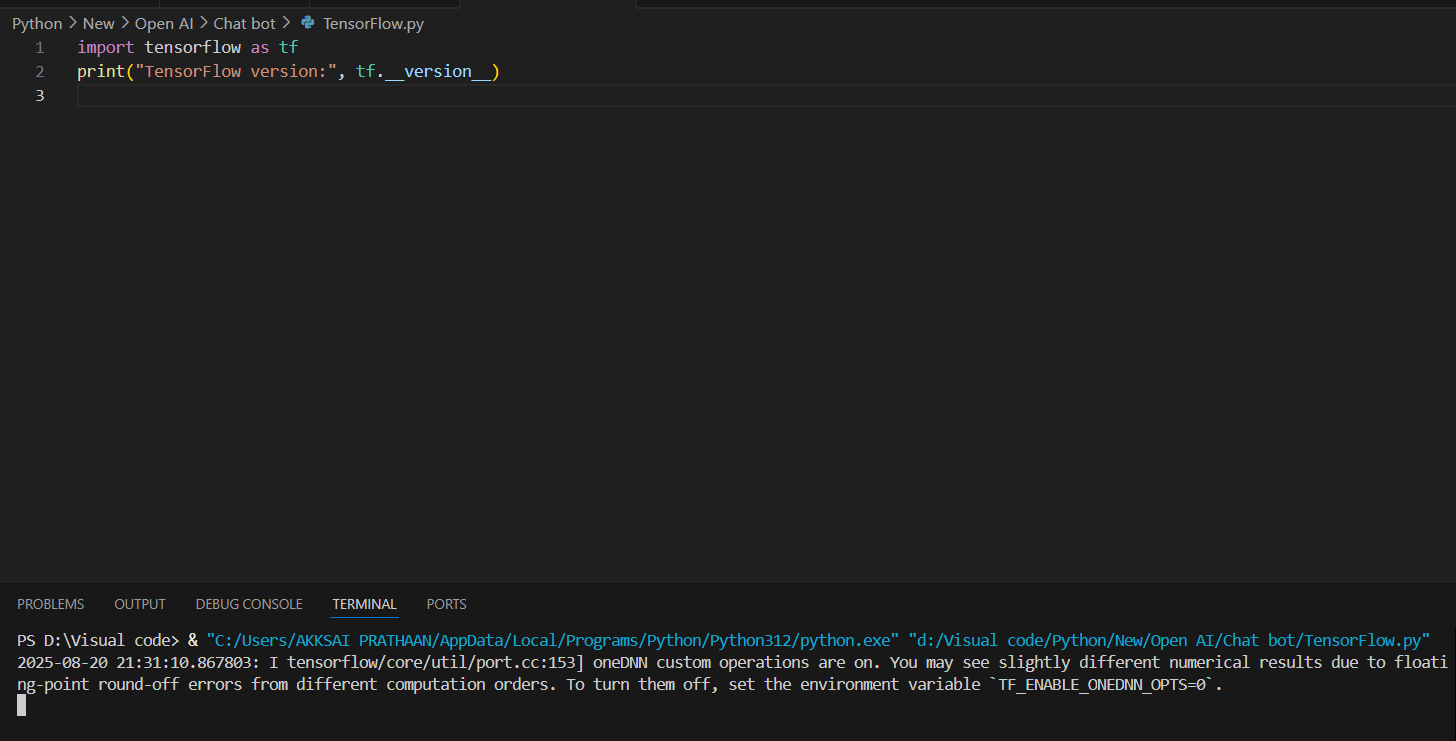 Python > New > Open AI > Chat bot > TensorFlow.py
1 import tensorflow as tf
2 print("TensorFlow version:", tf.__version__)
3
PROBLEMS OUTPUT DEBUG CONSOLE TERMINAL PORTS
PS D:\Visual code> & "C:/Users/AKKSAI PRATHAAN/AppData/Local/Programs/Python/Python312/python.exe" "d:/Visual code/Python/New/Open AI/Chat bot/TensorFlow.py"
2025-08-20 21:31:10.867803: I tensorflow/core/util/port.cc:153] oneDNN custom operations are on. You may see slightly different numerical results due to floati
ng-point round-off errors from different computation orders. To turn them off, set the environment variable `TF_ENABLE_ONEDNN_OPTS=0`.